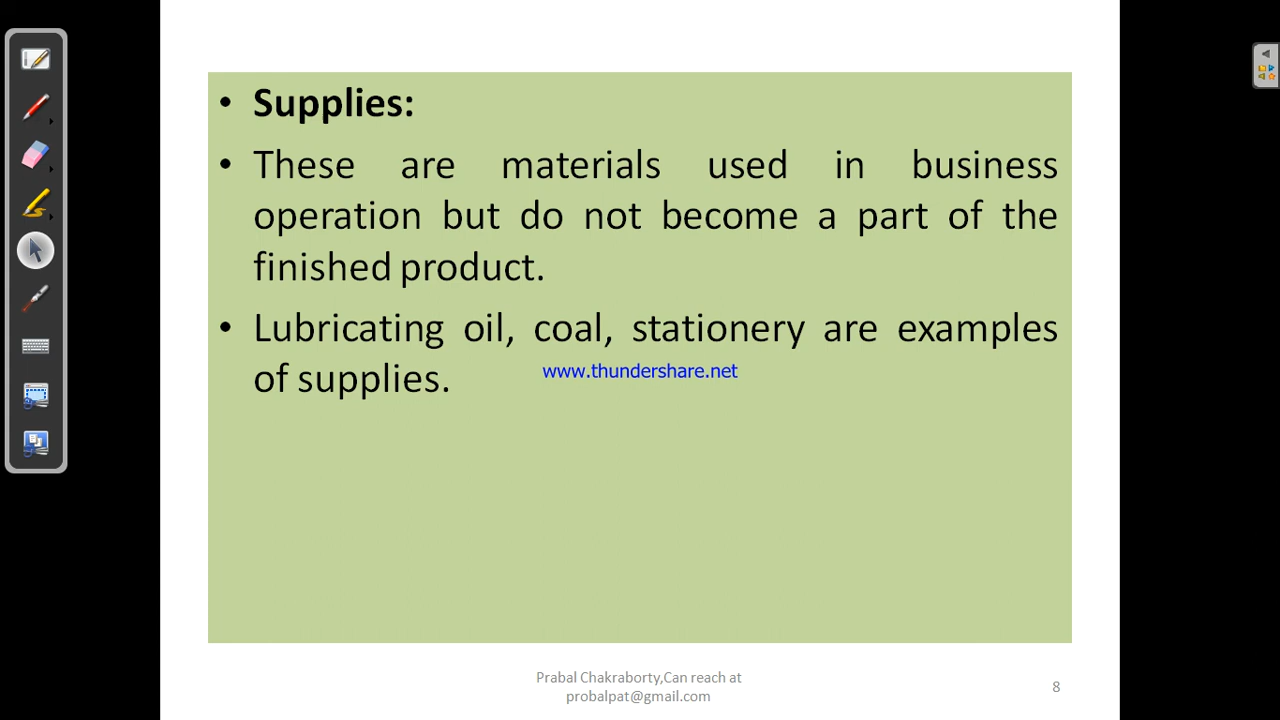 • Supplies:
• These are materials used in business
operation but do not become a part of the
finished product.
• Lubricating oil, coal, stationery are examples
of supplies.
www.thundershare.net
Prabal Chakraborty,Can reach at
probalpat@gmail.com
8